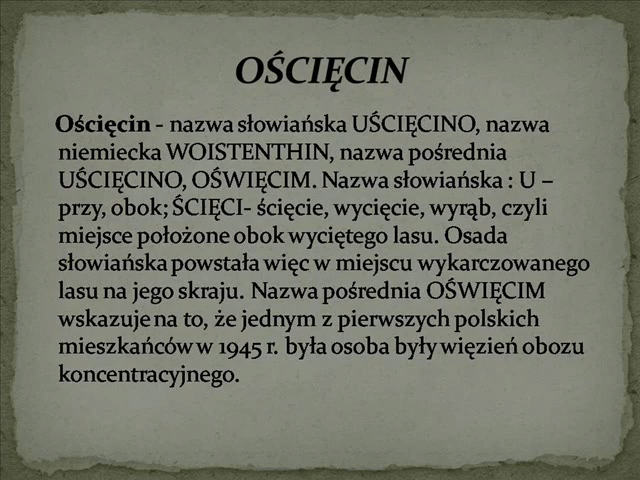 OŚCIĘCIN
Ościęcin - nazwa słowiańska UŚCIĘCINO, nazwa
niemiecka WOISTENTHIN, nazwa pośrednia
UŚCIĘCINO, OŚWIĘCIM. Nazwa słowiańska : U –
przy, obok; ŚCIĘCI- ścięcie, wycięcie, wyrąb, czyli
miejsce położone obok wyciętego lasu. Osada
słowiańska powstała więc w miejscu wykarczowanego
lasu na jego skraju. Nazwa pośrednia OŚWIĘCIM
wskazuje na to, że jednym z pierwszych polskich
mieszkańców w 1945 r. była osoba były więzień obozu
koncentracyjnego.